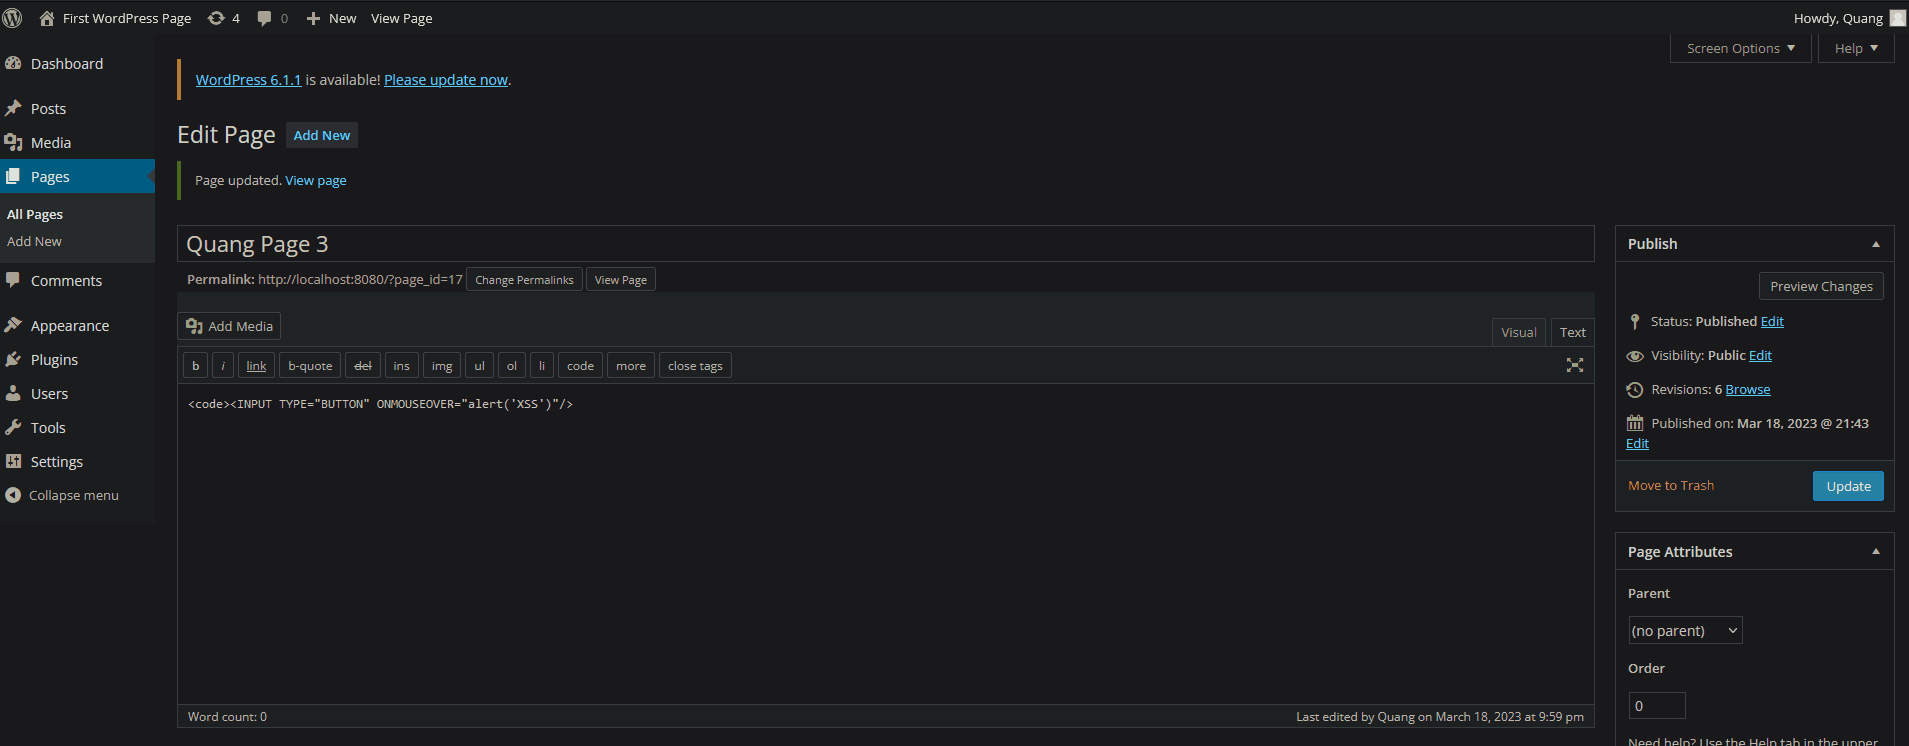 First WordPress Page 4 0 New View Page Howdy, Quang
Screen Options Help
Dashboard
Posts
Media
Pages
All Pages
Add New
Comments
Appearance
Plugins
Users
Tools
Settings
Collapse menu
WordPress 6.1.1 is available! Please update now.
Edit Page Add New
Page updated. View page
Quang Page 3
Permalink: http://localhost:8080/?page_id=17 Change Permalinks View Page
Add Media
Visual Text
b i link b-quote del ins img ul ol li code more close tags
<code><INPUT TYPE="BUTTON" ONMOUSEOVER="alert('XSS')"/>
Word count: 0 Last edited by Quang on March 18, 2023 at 9:59 pm
Publish
Preview Changes
Status: Published Edit
Visibility: Public Edit
Revisions: 6 Browse
Published on: Mar 18, 2023 @ 21:43
Edit
Move to Trash Update
Page Attributes
Parent
(no parent)
Order
0
Need help? Use the Help tab in the upper